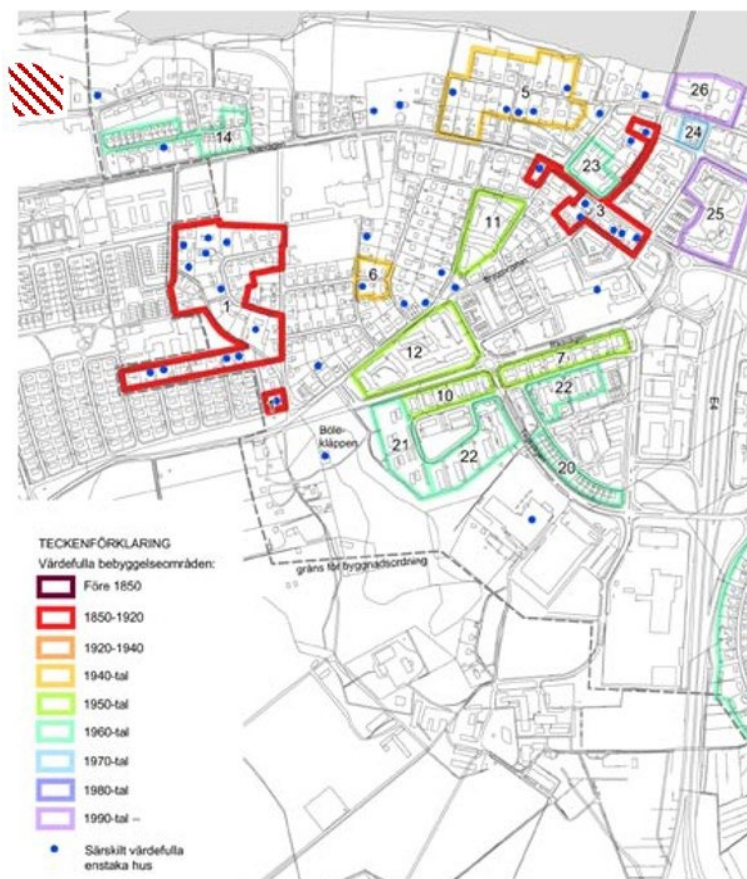 5
26
14
24
23
3
11
25
6
1
12
7
10
22
E4
Böle-
kläppen
21
22
20
TECKENFÖRKLARING
Värdefulla bebyggelseområden:
gräns för byggnadsordning
Före 1850
1850-1920
1920-1940
1940-tal
1950-tal
1960-tal
1970-tal
1980-tal
1990-tal --
Särskilt värdefulla
enstaka hus